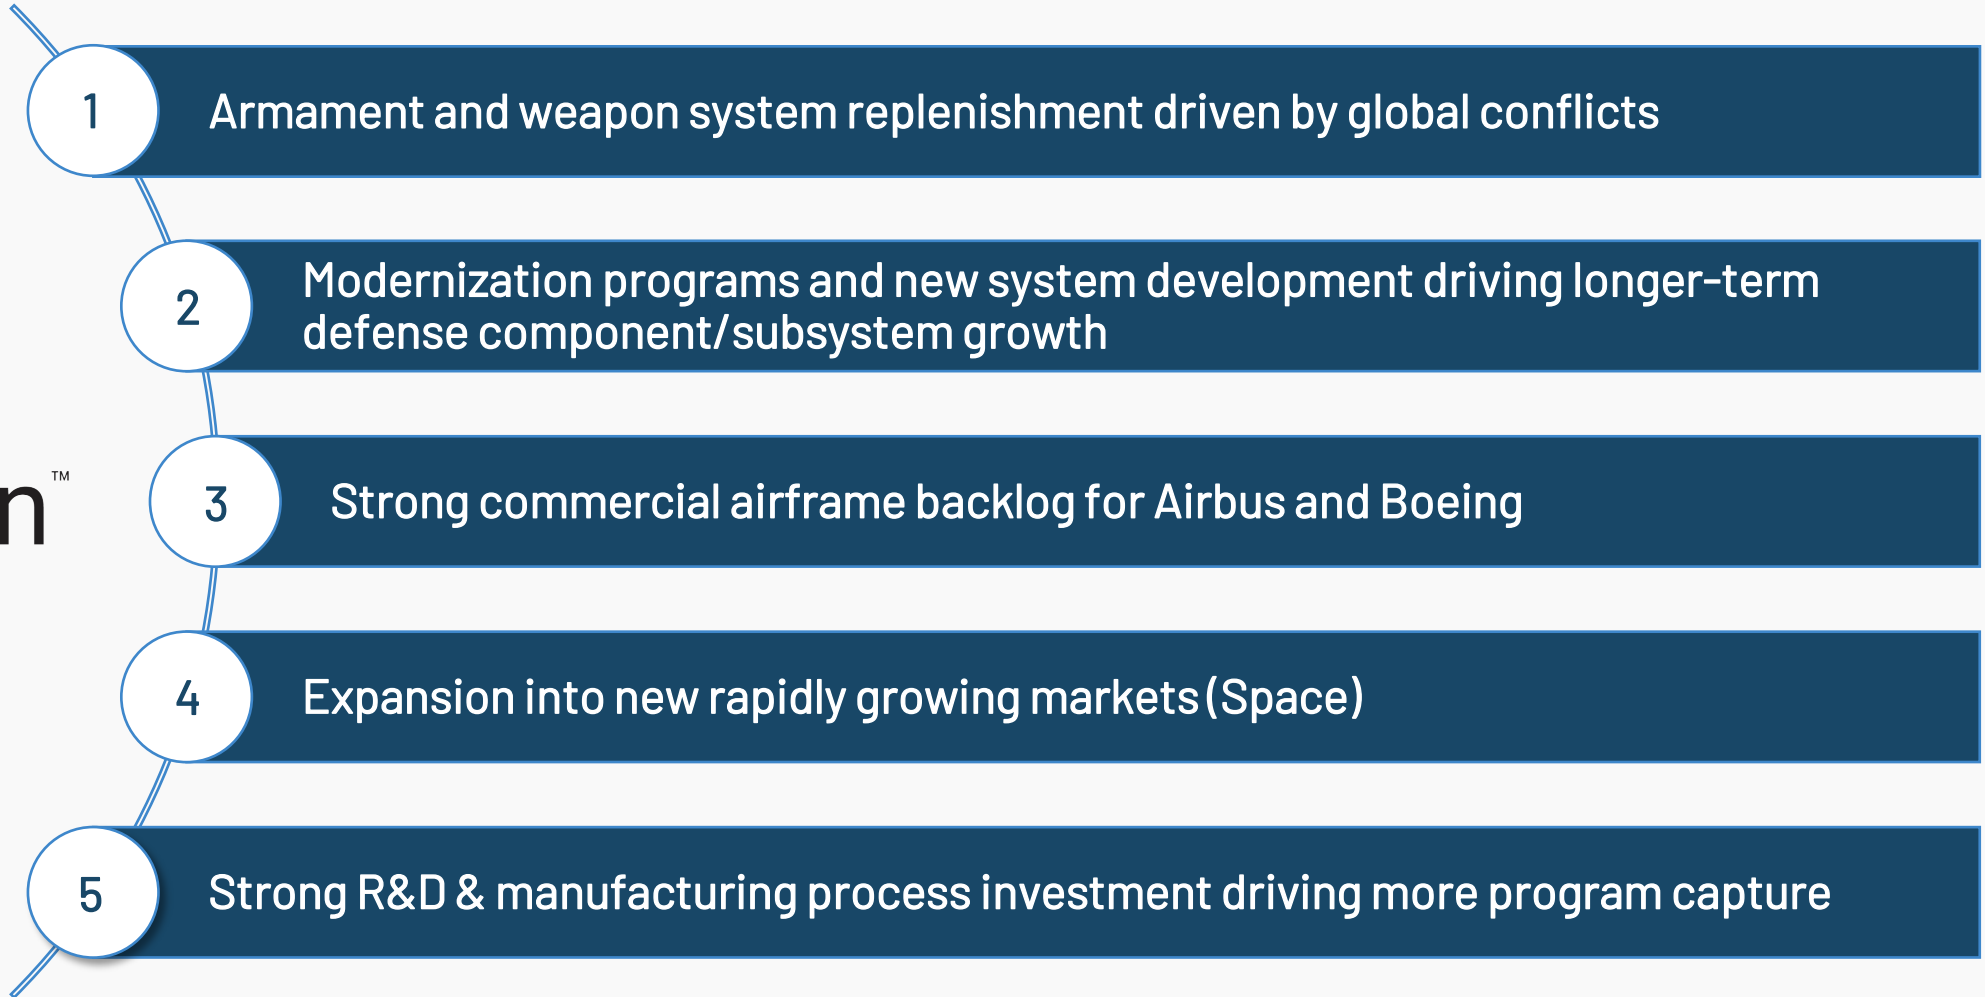 1
Armament and weapon system replenishment driven by global conflicts
2
Modernization programs and new system development driving longer-term
defense component/subsystem growth
n™
3
Strong commercial airframe backlog for Airbus and Boeing
4
Expansion into new rapidly growing markets (Space)
5
Strong R&D & manufacturing process investment driving more program capture